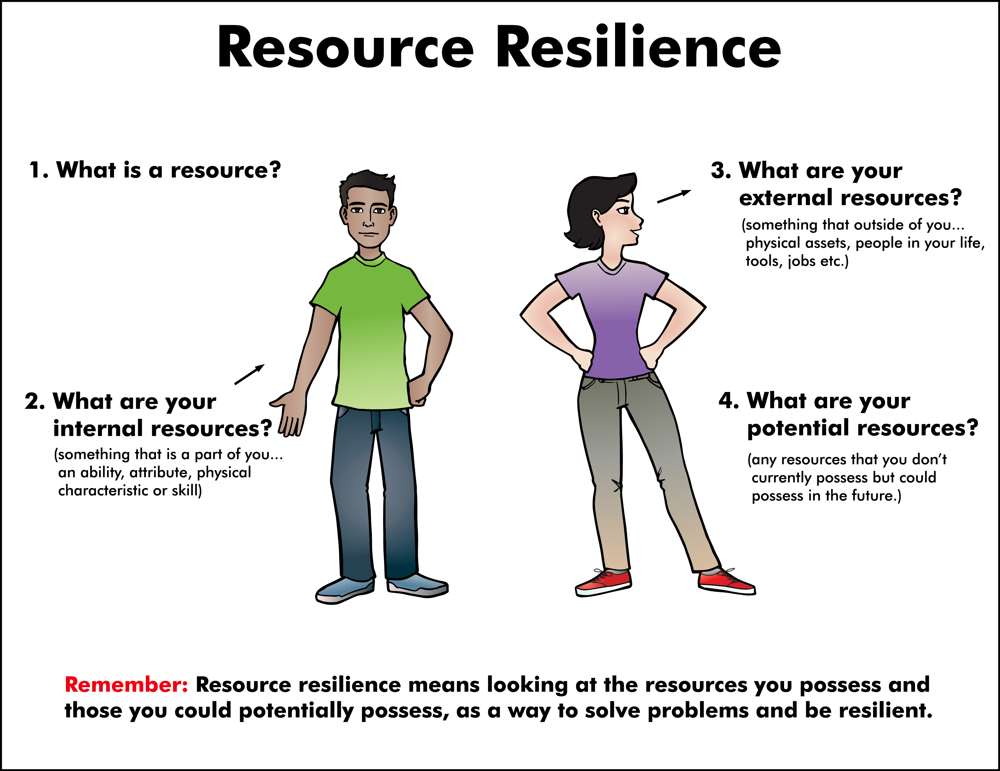 Resource Resilience
1. What is a resource?
2. What are your
internal resources?
(something that is a part of you...
an ability, attribute, physical
characteristic or skill)
3. What are your
external resources?
(something that outside of you...
physical assets, people in your life,
tools, jobs etc.)
4. What are your
potential resources?
(any resources that you don't
currently possess but could
possess in the future.)
Remember: Resource resilience means looking at the resources you possess and
those you could potentially possess, as a way to solve problems and be resilient.